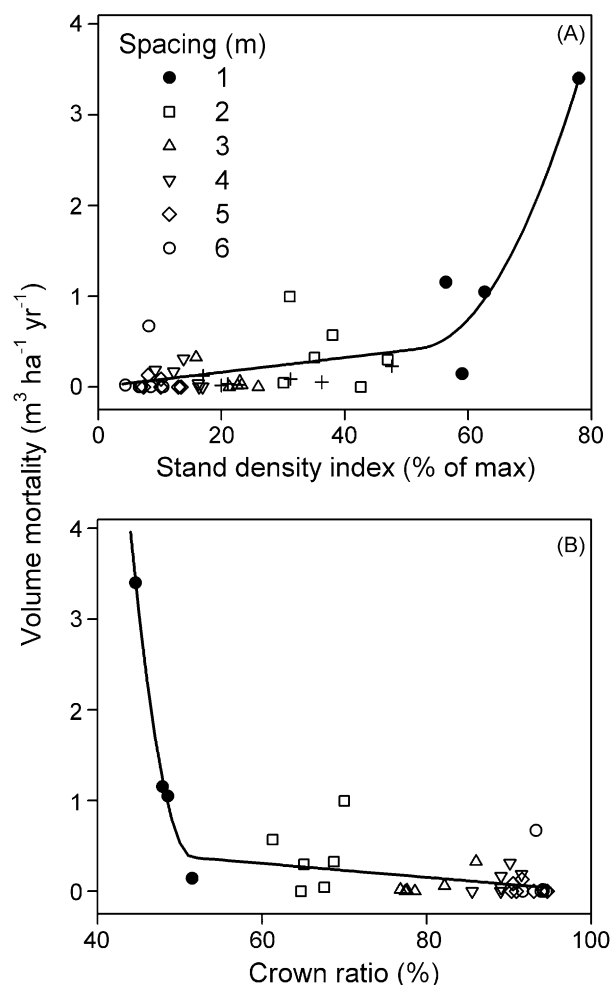 (A)
Spacing (m)
1
2
3
4
5
6
4
3
2
1
0
0 20 40 60 80
Stand density index (% of max)
Volume mortality (m³ ha⁻¹ yr⁻¹)
(B)
4
3
2
1
0
40 60 80 100
Crown ratio (%)